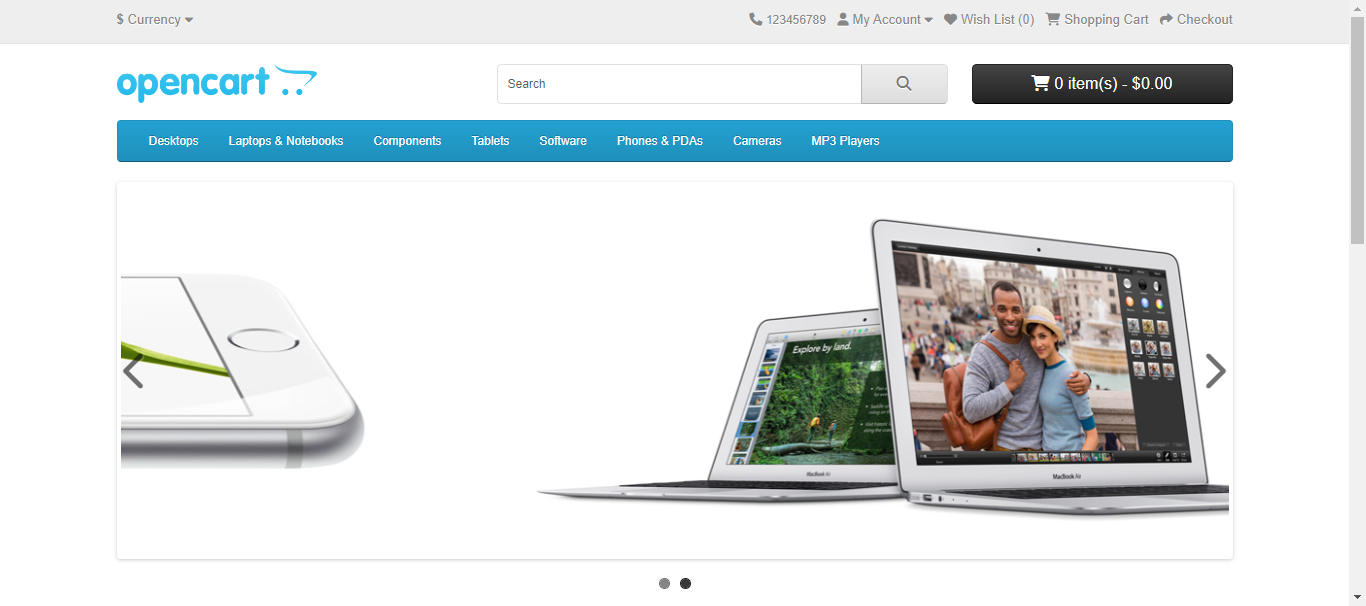 $ Currency
123456789 My Account Wish List (0) Shopping Cart Checkout
opencart
Search
0 item(s) - $0.00
Desktops Laptops & Notebooks Components Tablets Software Phones & PDAs Cameras MP3 Players
Explore by land.
MacBook Air
MacBook Air